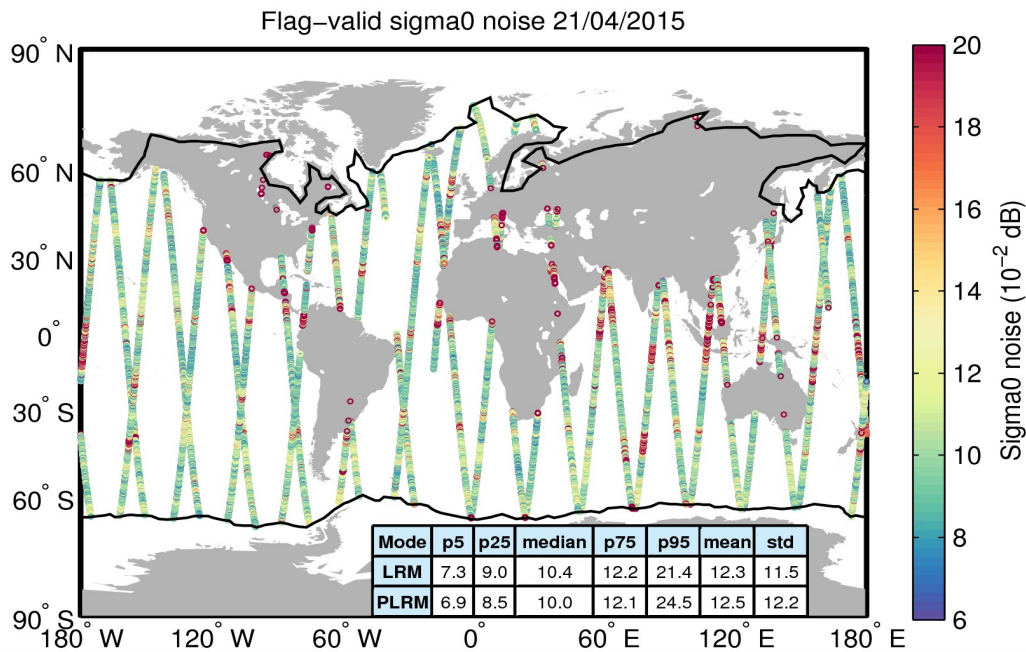 Flag−valid sigma0 noise 21/04/2015
90° N
60° N
30° N
0°
30° S
60° S
90° S
180° W
120° W
60° W
0°
60° E
120° E
180° E
Mode p5 p25 median p75 p95 mean std
LRM 7.3 9.0 10.4 12.2 21.4 12.3 11.5
PLRM 6.9 8.5 10.0 12.1 24.5 12.5 12.2
20
18
16
14
12
10
8
6
Sigma0 noise (10⁻² dB)